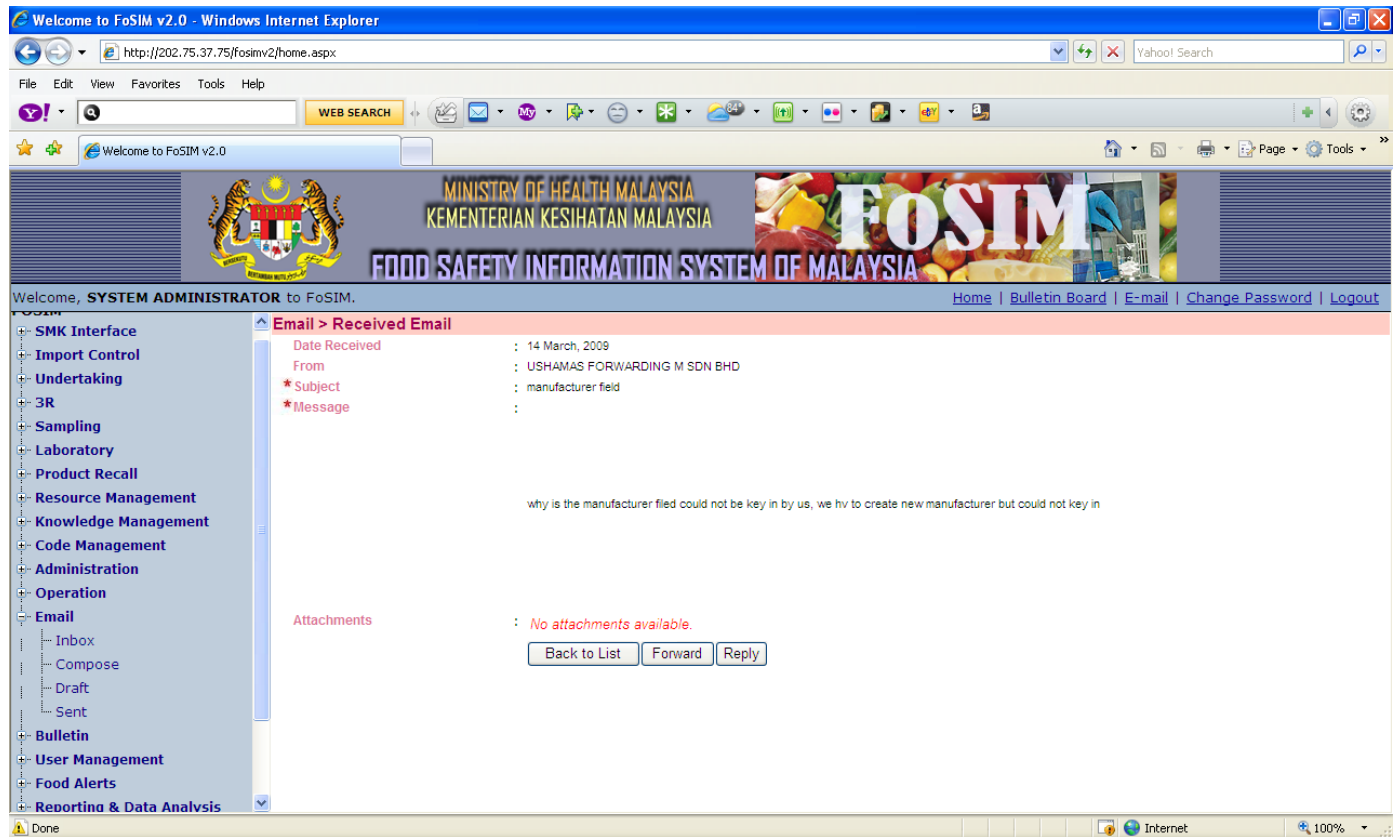 Welcome to FoSIM v2.0 - Windows Internet Explorer
http://202.75.37.75/fosimv2/home.aspx
Yahoo! Search
File Edit View Favorites Tools Help
Y! WEB SEARCH My
Welcome to FoSIM v2.0
Page Tools
MINISTRY OF HEALTH MALAYSIA
KEMENTERIAN KESIHATAN MALAYSIA
FoSIM
FOOD SAFETY INFORMATION SYSTEM OF MALAYSIA
Welcome, SYSTEM ADMINISTRATOR to FoSIM.
Home | Bulletin Board | E-mail | Change Password | Logout
FOSIM
SMK Interface
Import Control
Undertaking
3R
Sampling
Laboratory
Product Recall
Resource Management
Knowledge Management
Code Management
Administration
Operation
Email
Inbox
Compose
Draft
Sent
Bulletin
User Management
Food Alerts
Reporting & Data Analysis
Email > Received Email
Date Received : 14 March, 2009
From : USHAMAS FORWARDING M SDN BHD
* Subject : manufacturer field
* Message :
why is the manufacturer filed could not be key in by us, we hv to create new manufacturer but could not key in
Attachments : No attachments available.
Back to List Forward Reply
Done
Internet
100%